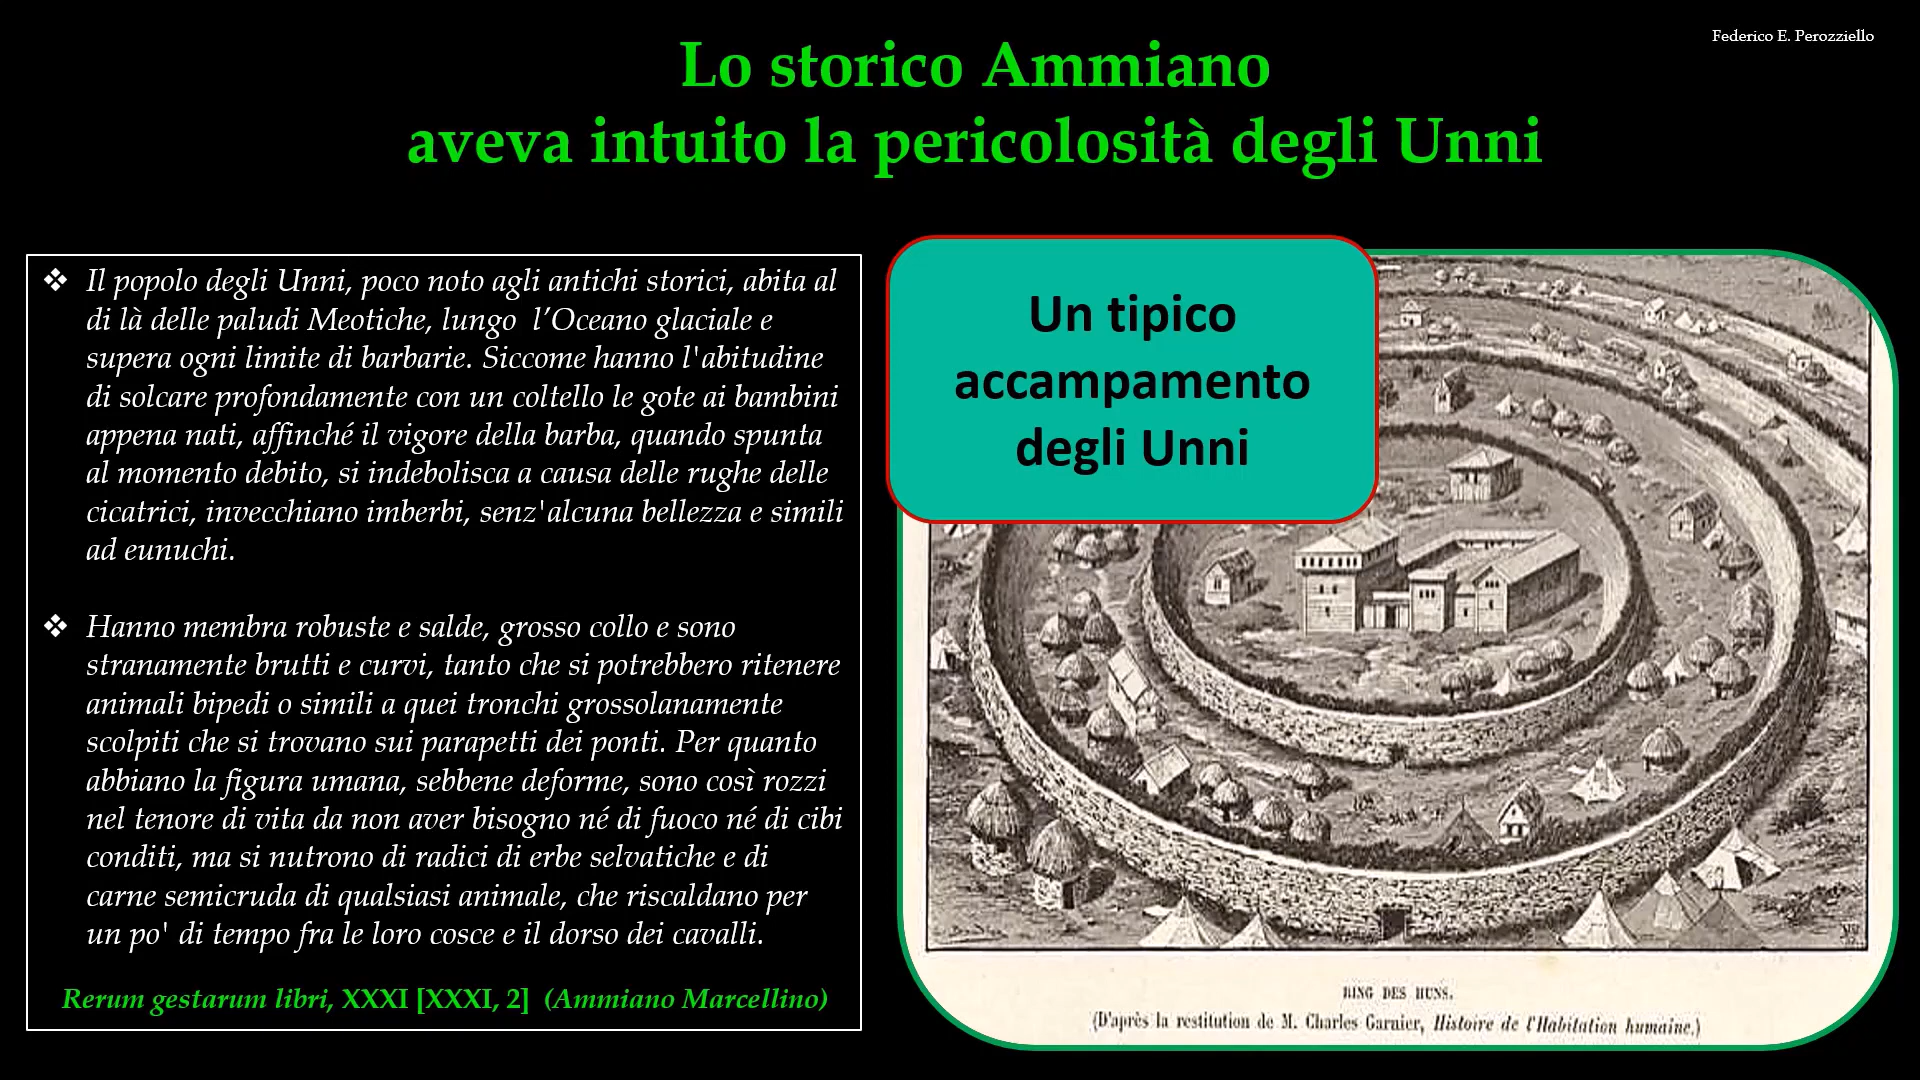 Federico E. Perozziello
Lo storico Ammiano
aveva intuito la pericolosità degli Unni
❖ Il popolo degli Unni, poco noto agli antichi storici, abita al
di là delle paludi Meotiche, lungo l’Oceano glaciale e
supera ogni limite di barbarie. Siccome hanno l'abitudine
di solcare profondamente con un coltello le gote ai bambini
appena nati, affinché il vigore della barba, quando spunta
al momento debito, si indebolisca a causa delle rughe delle
cicatrici, invecchiano imberbi, senz'alcuna bellezza e simili
ad eunuchi.
❖ Hanno membra robuste e salde, grosso collo e sono
stranamente brutti e curvi, tanto che si potrebbero ritenere
animali bipedi o simili a quei tronchi grossolanamente
scolpiti che si trovano sui parapetti dei ponti. Per quanto
abbiano la figura umana, sebbene deforme, sono così rozzi
nel tenore di vita da non aver bisogno né di fuoco né di cibi
conditi, ma si nutrono di radici di erbe selvatiche e di
carne semicruda di qualsiasi animale, che riscaldano per
un po' di tempo fra le loro cosce e il dorso dei cavalli.
Rerum gestarum libri, XXXI [XXXI, 2] (Ammiano Marcellino)
Un tipico
accampamento
degli Unni
RING DES HUNS.
(D'après la restitution de M. Charles Garnier, Histoire de l'Habitation humaine.)